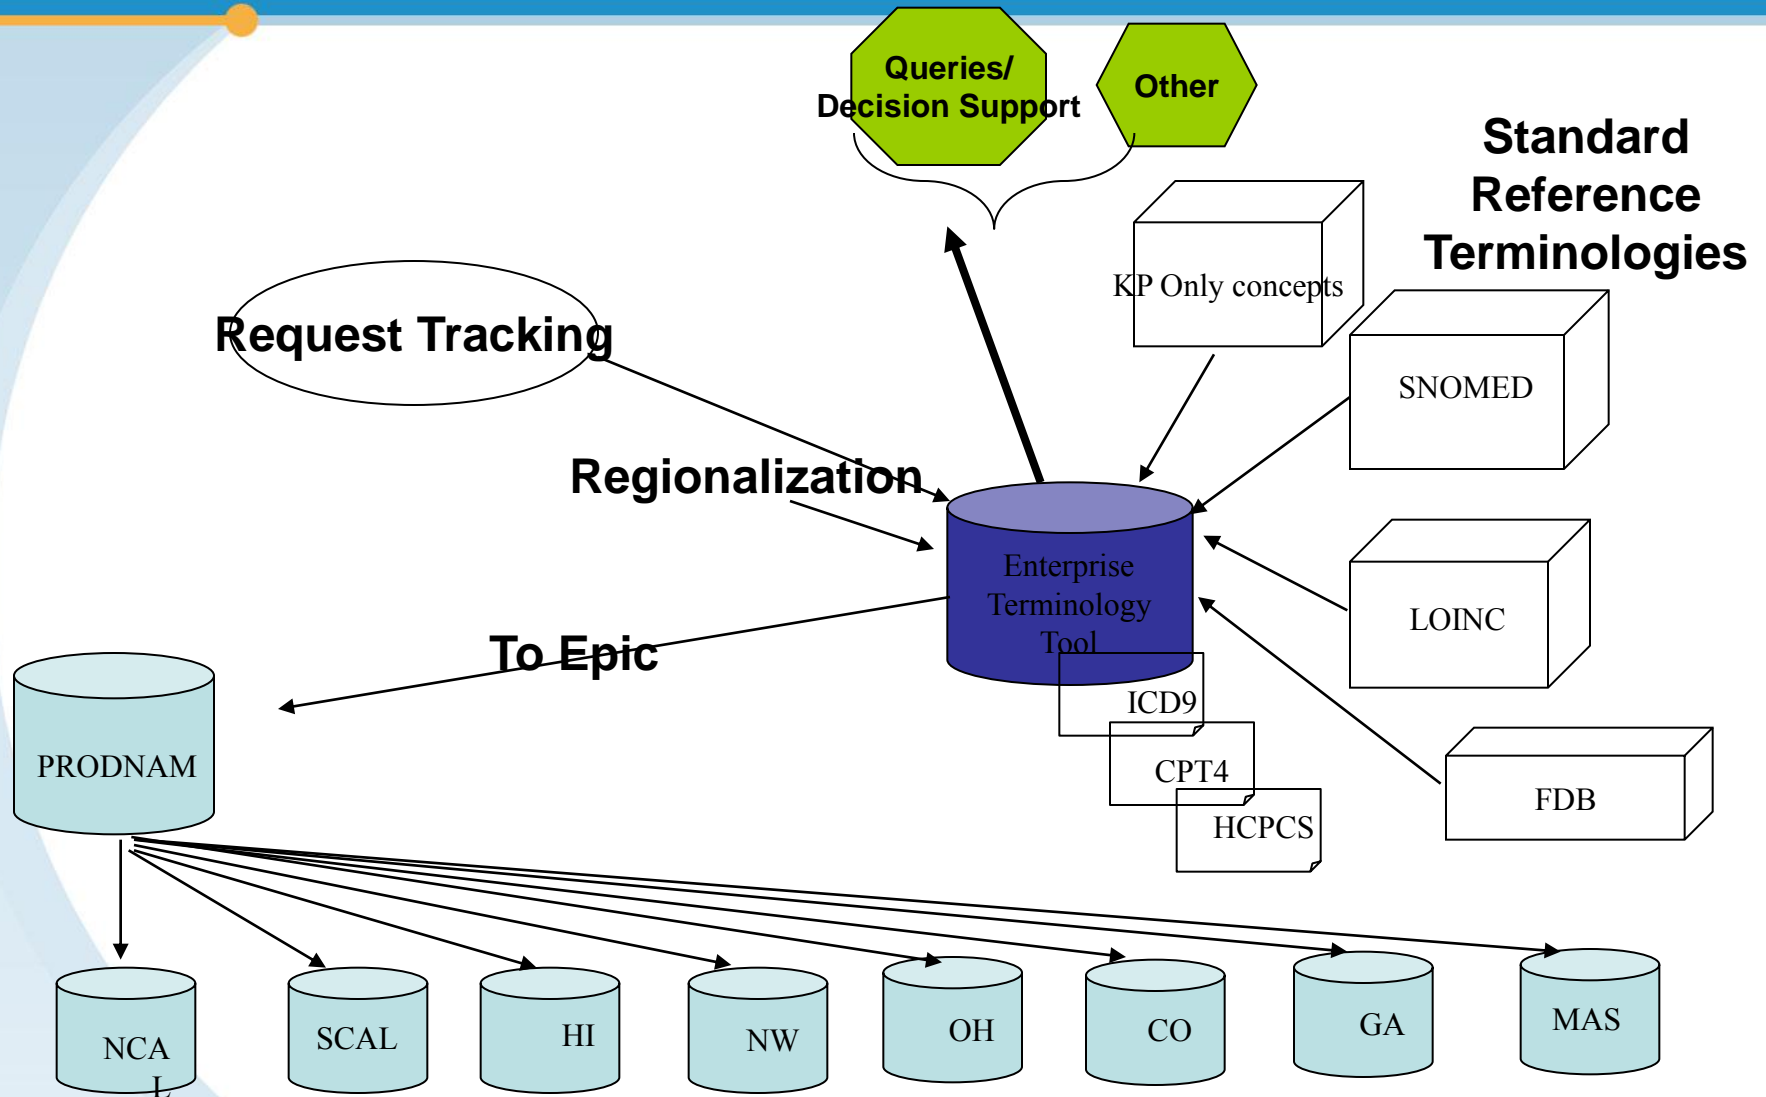 Queries/
Decision Support
Other
Standard
Reference
Terminologies
KP Only concepts
Request Tracking
SNOMED
Regionalization
Enterprise
Terminology
Tool
LOINC
To Epic
ICD9
PRODNAM
CPT4
FDB
HCPCS
NCA
L
SCAL
HI
NW
OH
CO
GA
MAS